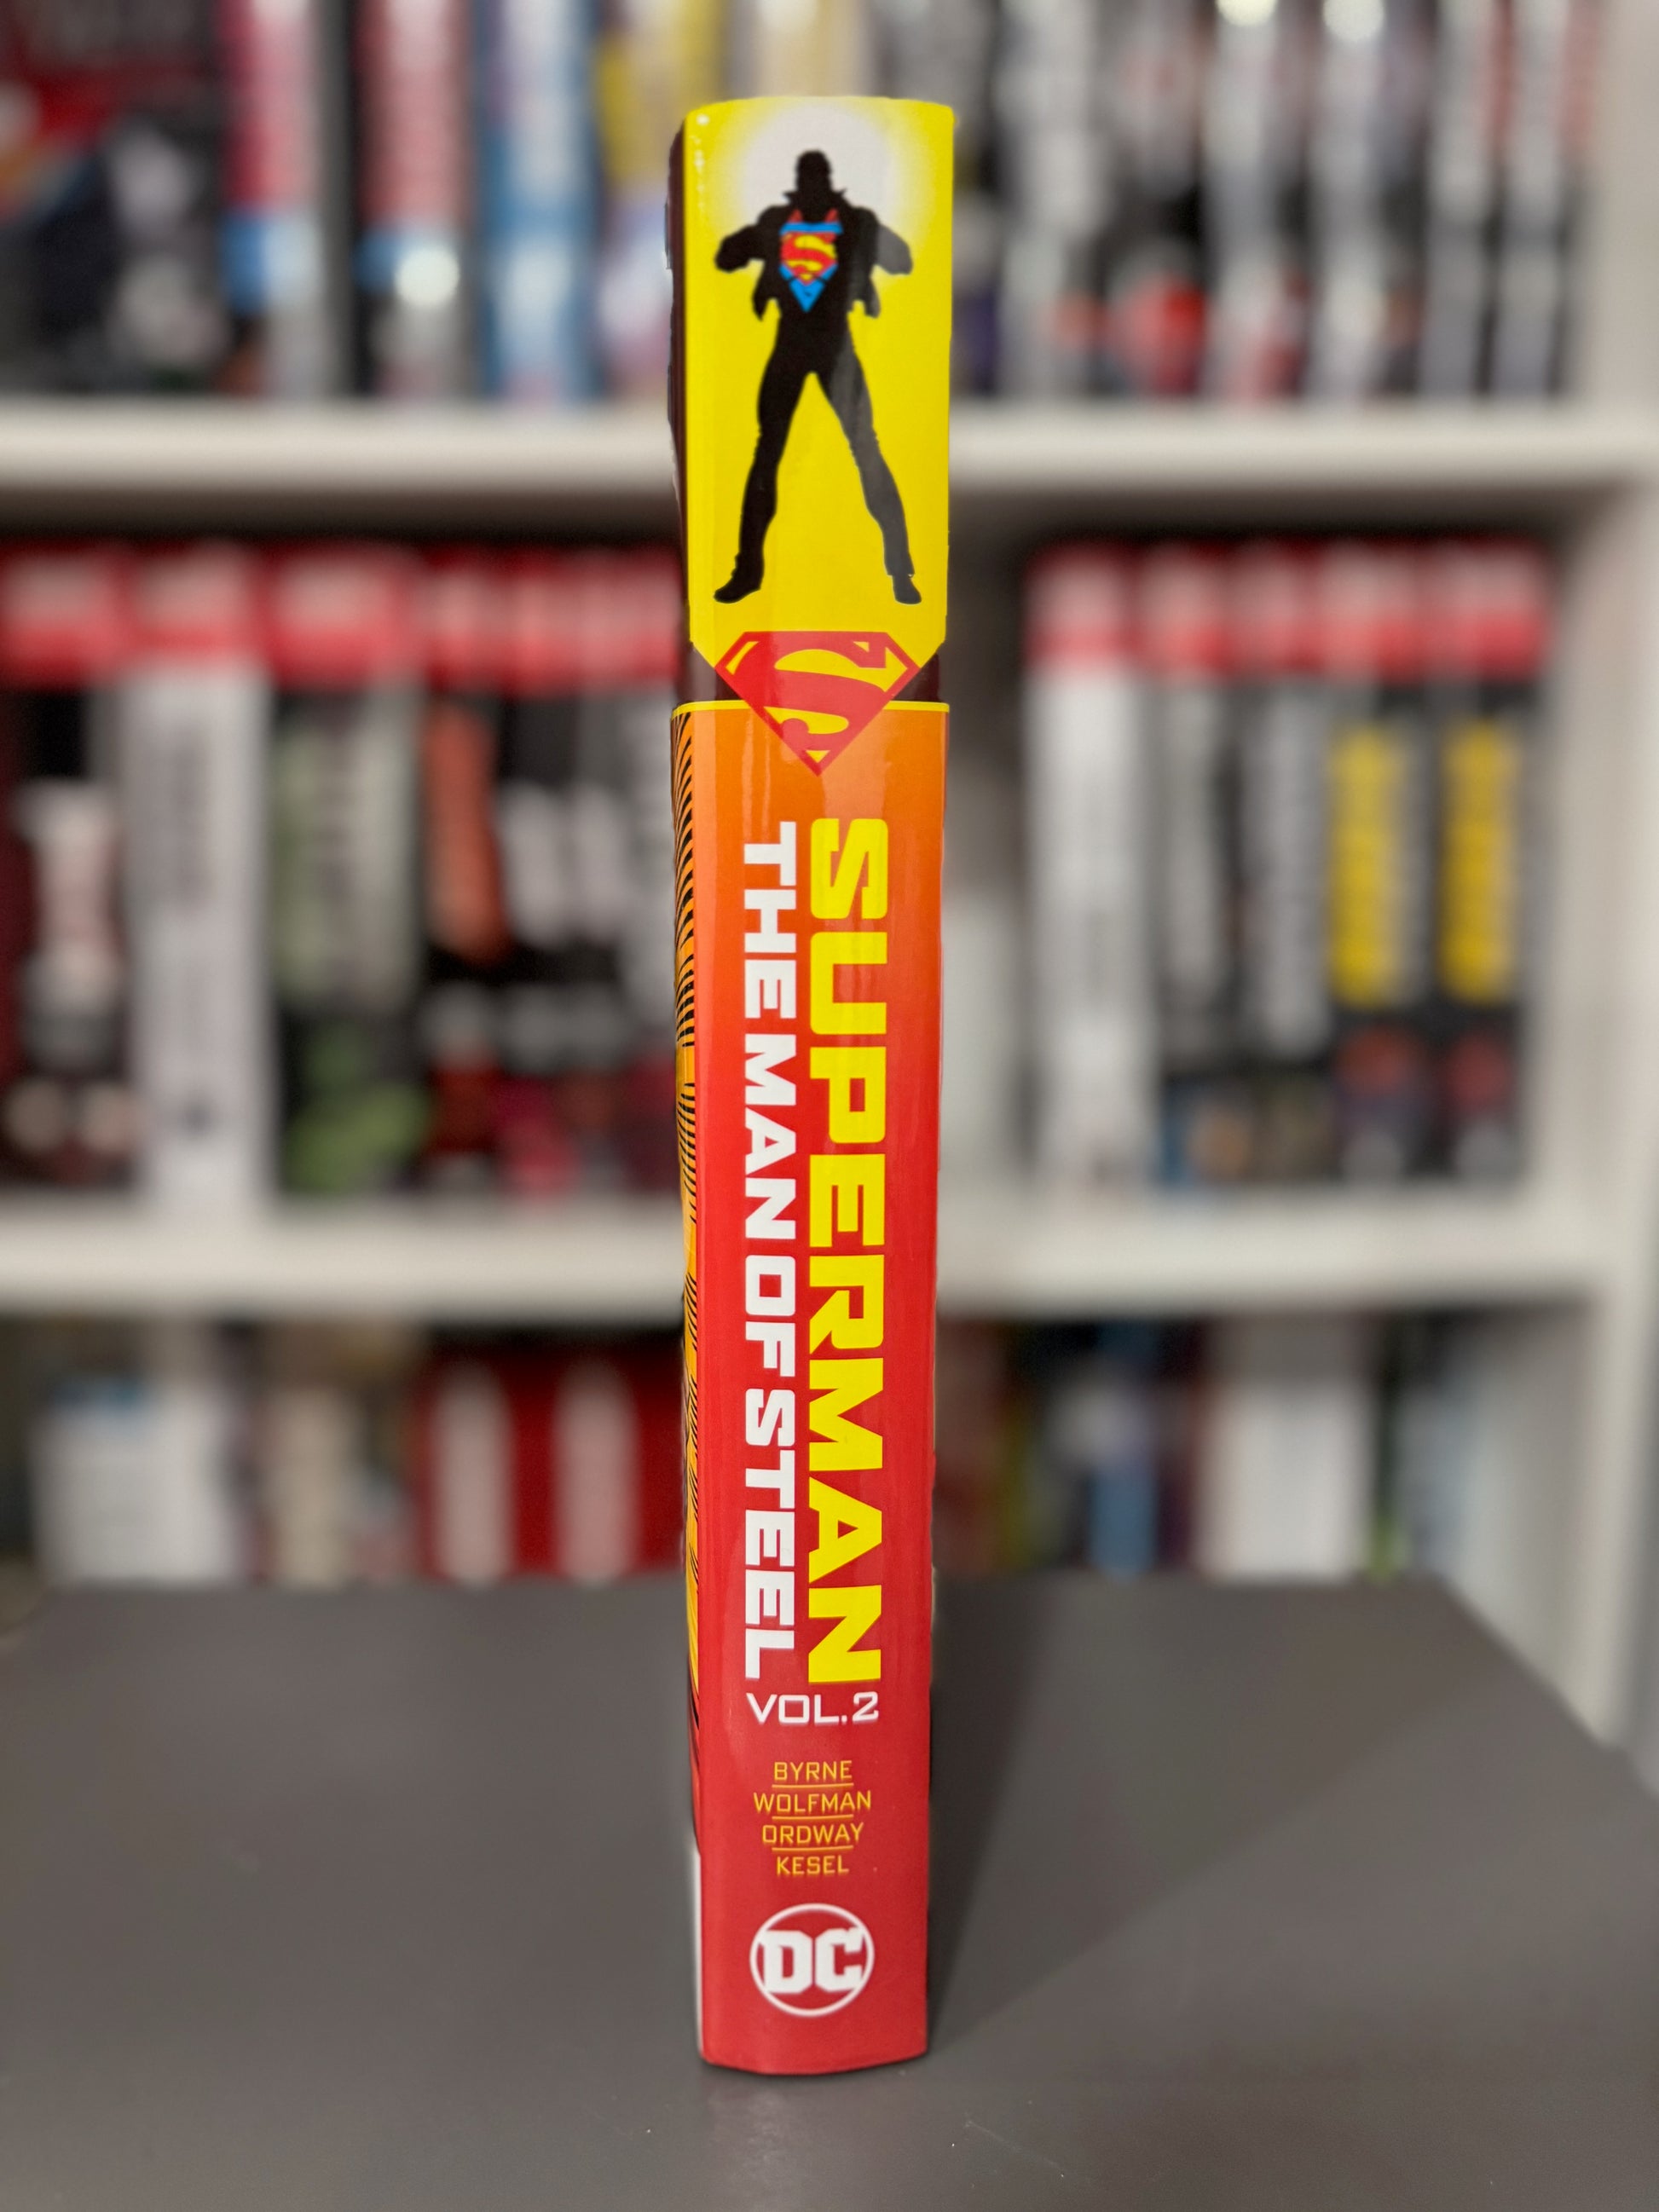 S
S
SUPERMAN
THE MAN OF STEEL
VOL. 2
BYRNE
WOLFMAN
ORDWAY
KESEL
DC